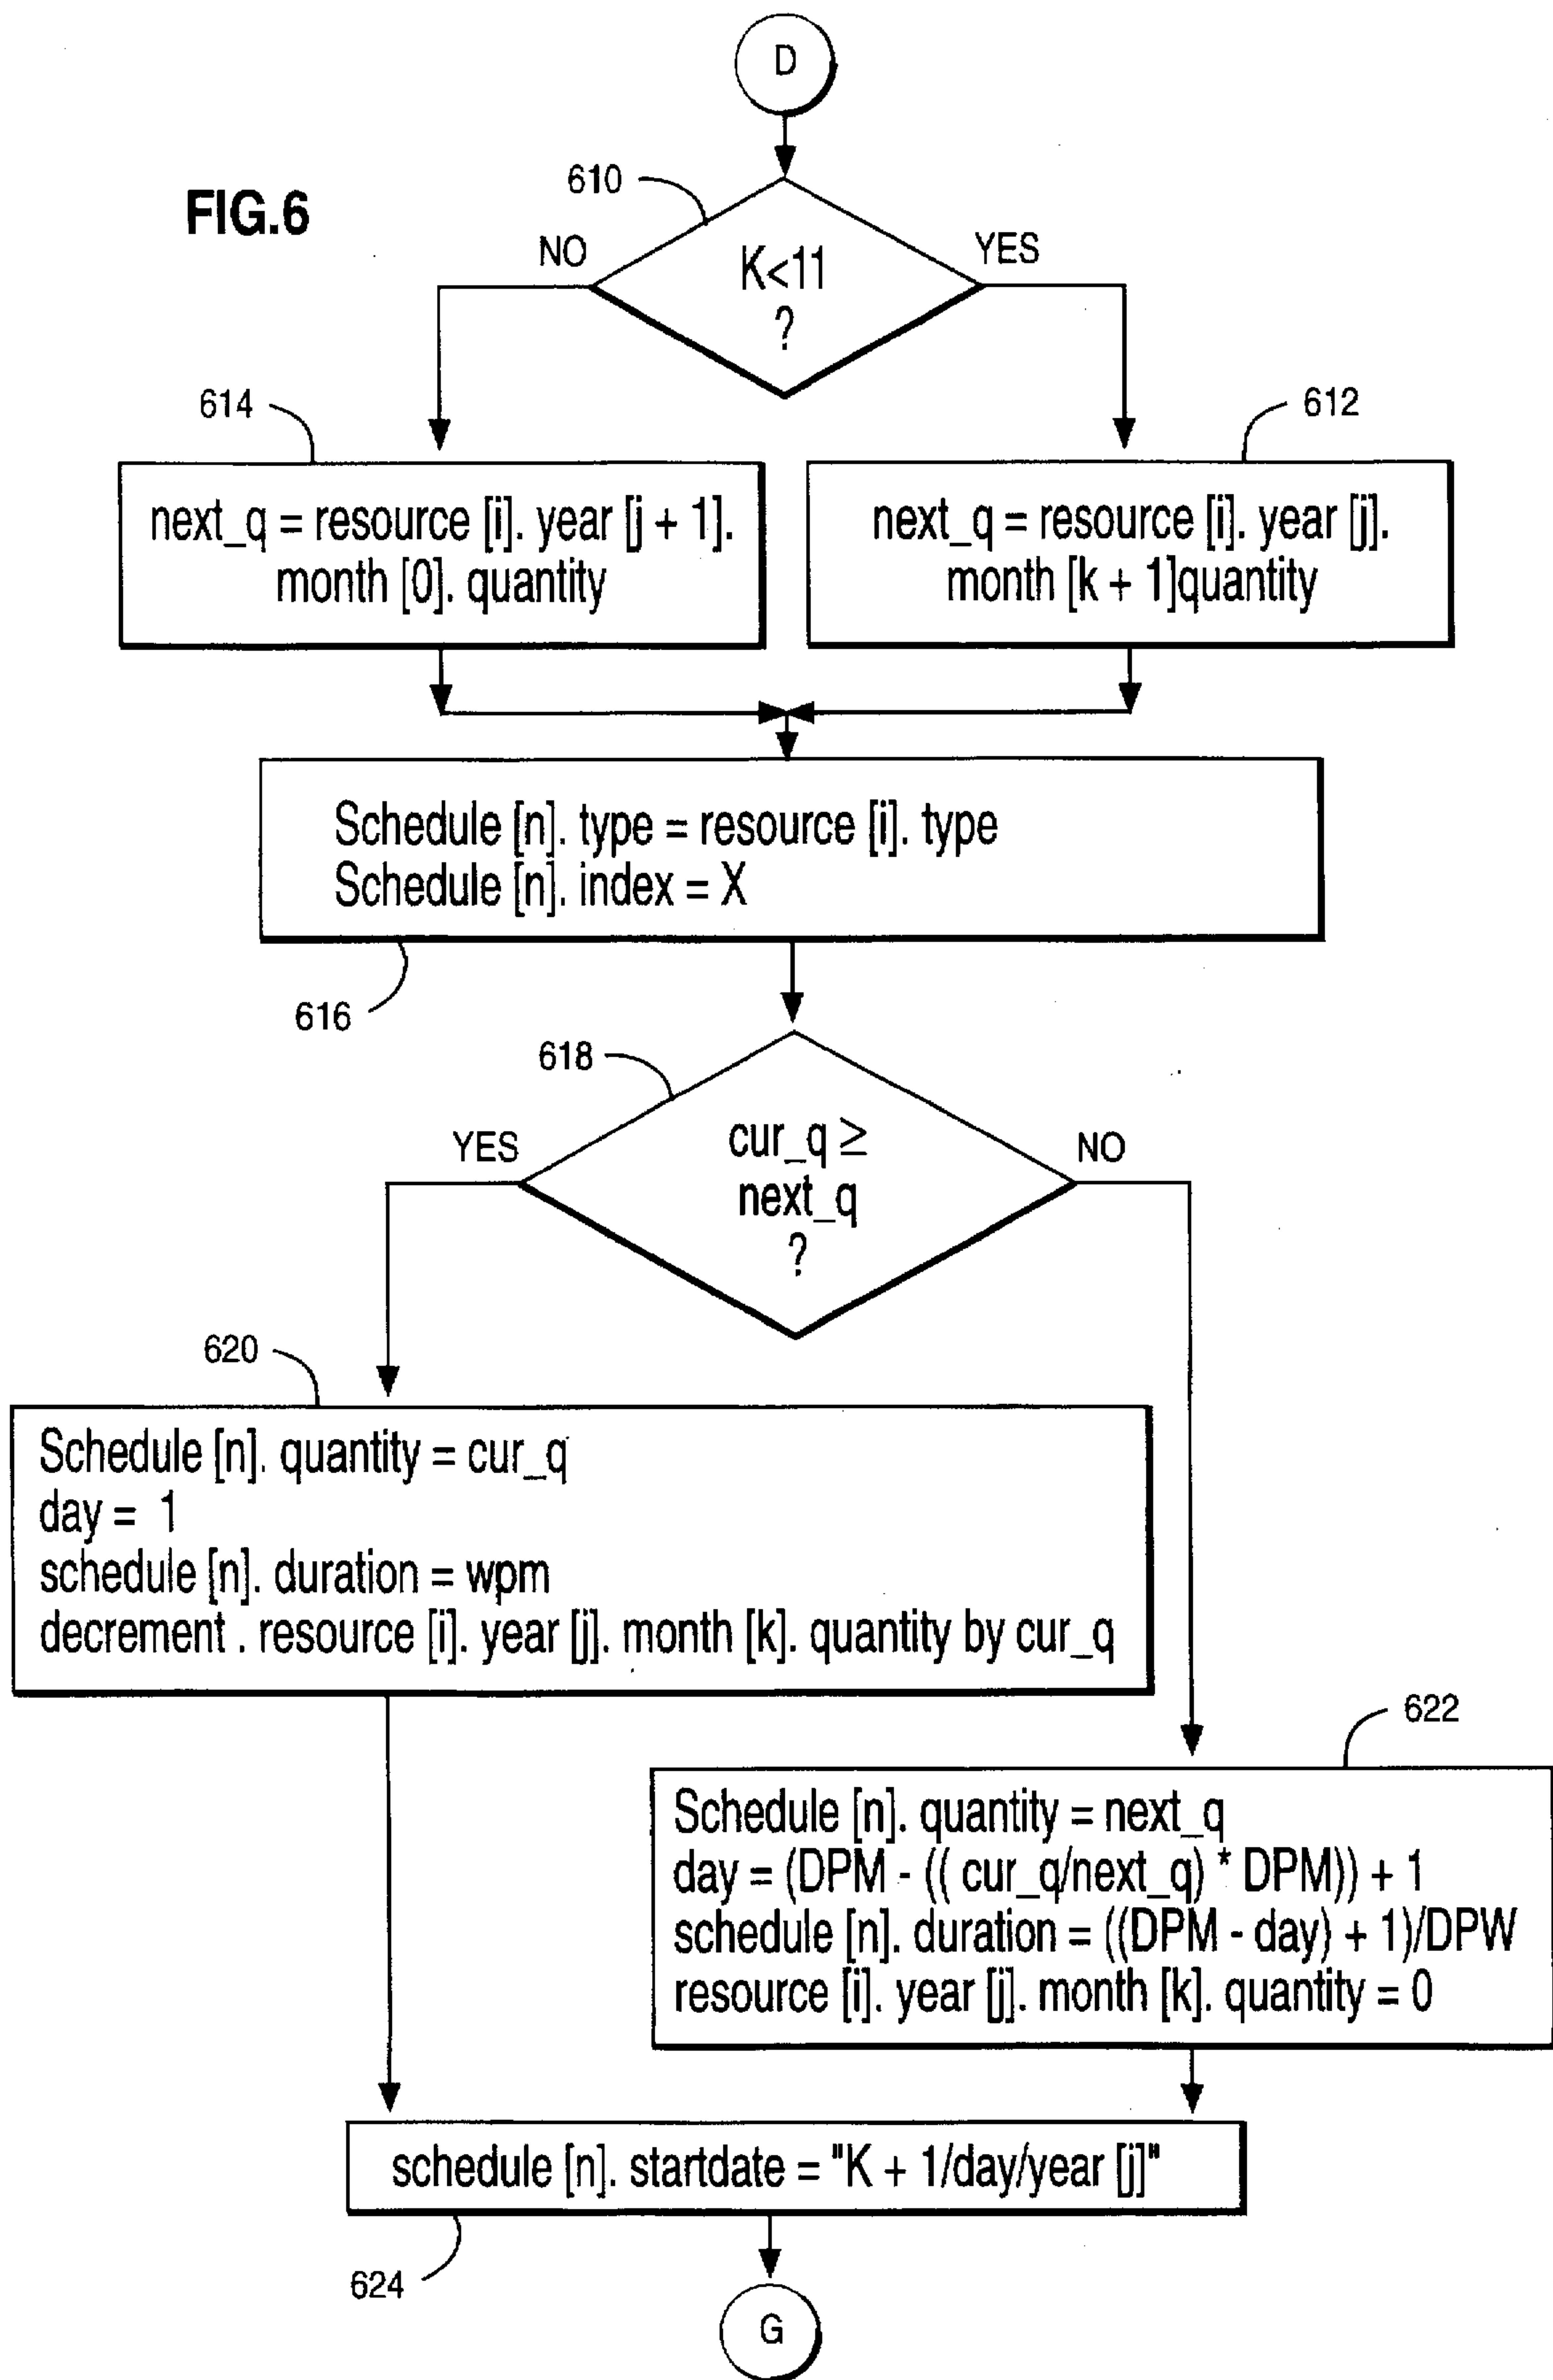 D
FIG.6
610
NO
YES
K<11
?
614
612
next_q = resource [i]. year [j + 1].
month [0]. quantity
next_q = resource [i]. year [j].
month [k + 1]quantity
Schedule [n]. type = resource [i]. type
Schedule [n]. index = X
616
618
YES
NO
cur_q ≥
next_q
?
620
Schedule [n]. quantity = cur_q
day = 1
schedule [n]. duration = wpm
decrement . resource [i]. year [j]. month [k]. quantity by cur_q
622
Schedule [n]. quantity = next_q
day = (DPM - (( cur_q/next_q) * DPM)) + 1
schedule [n]. duration = ((DPM - day) + 1)/DPW
resource [i]. year [j]. month [k]. quantity = 0
schedule [n]. startdate = "K + 1/day/year [j]"
624
G